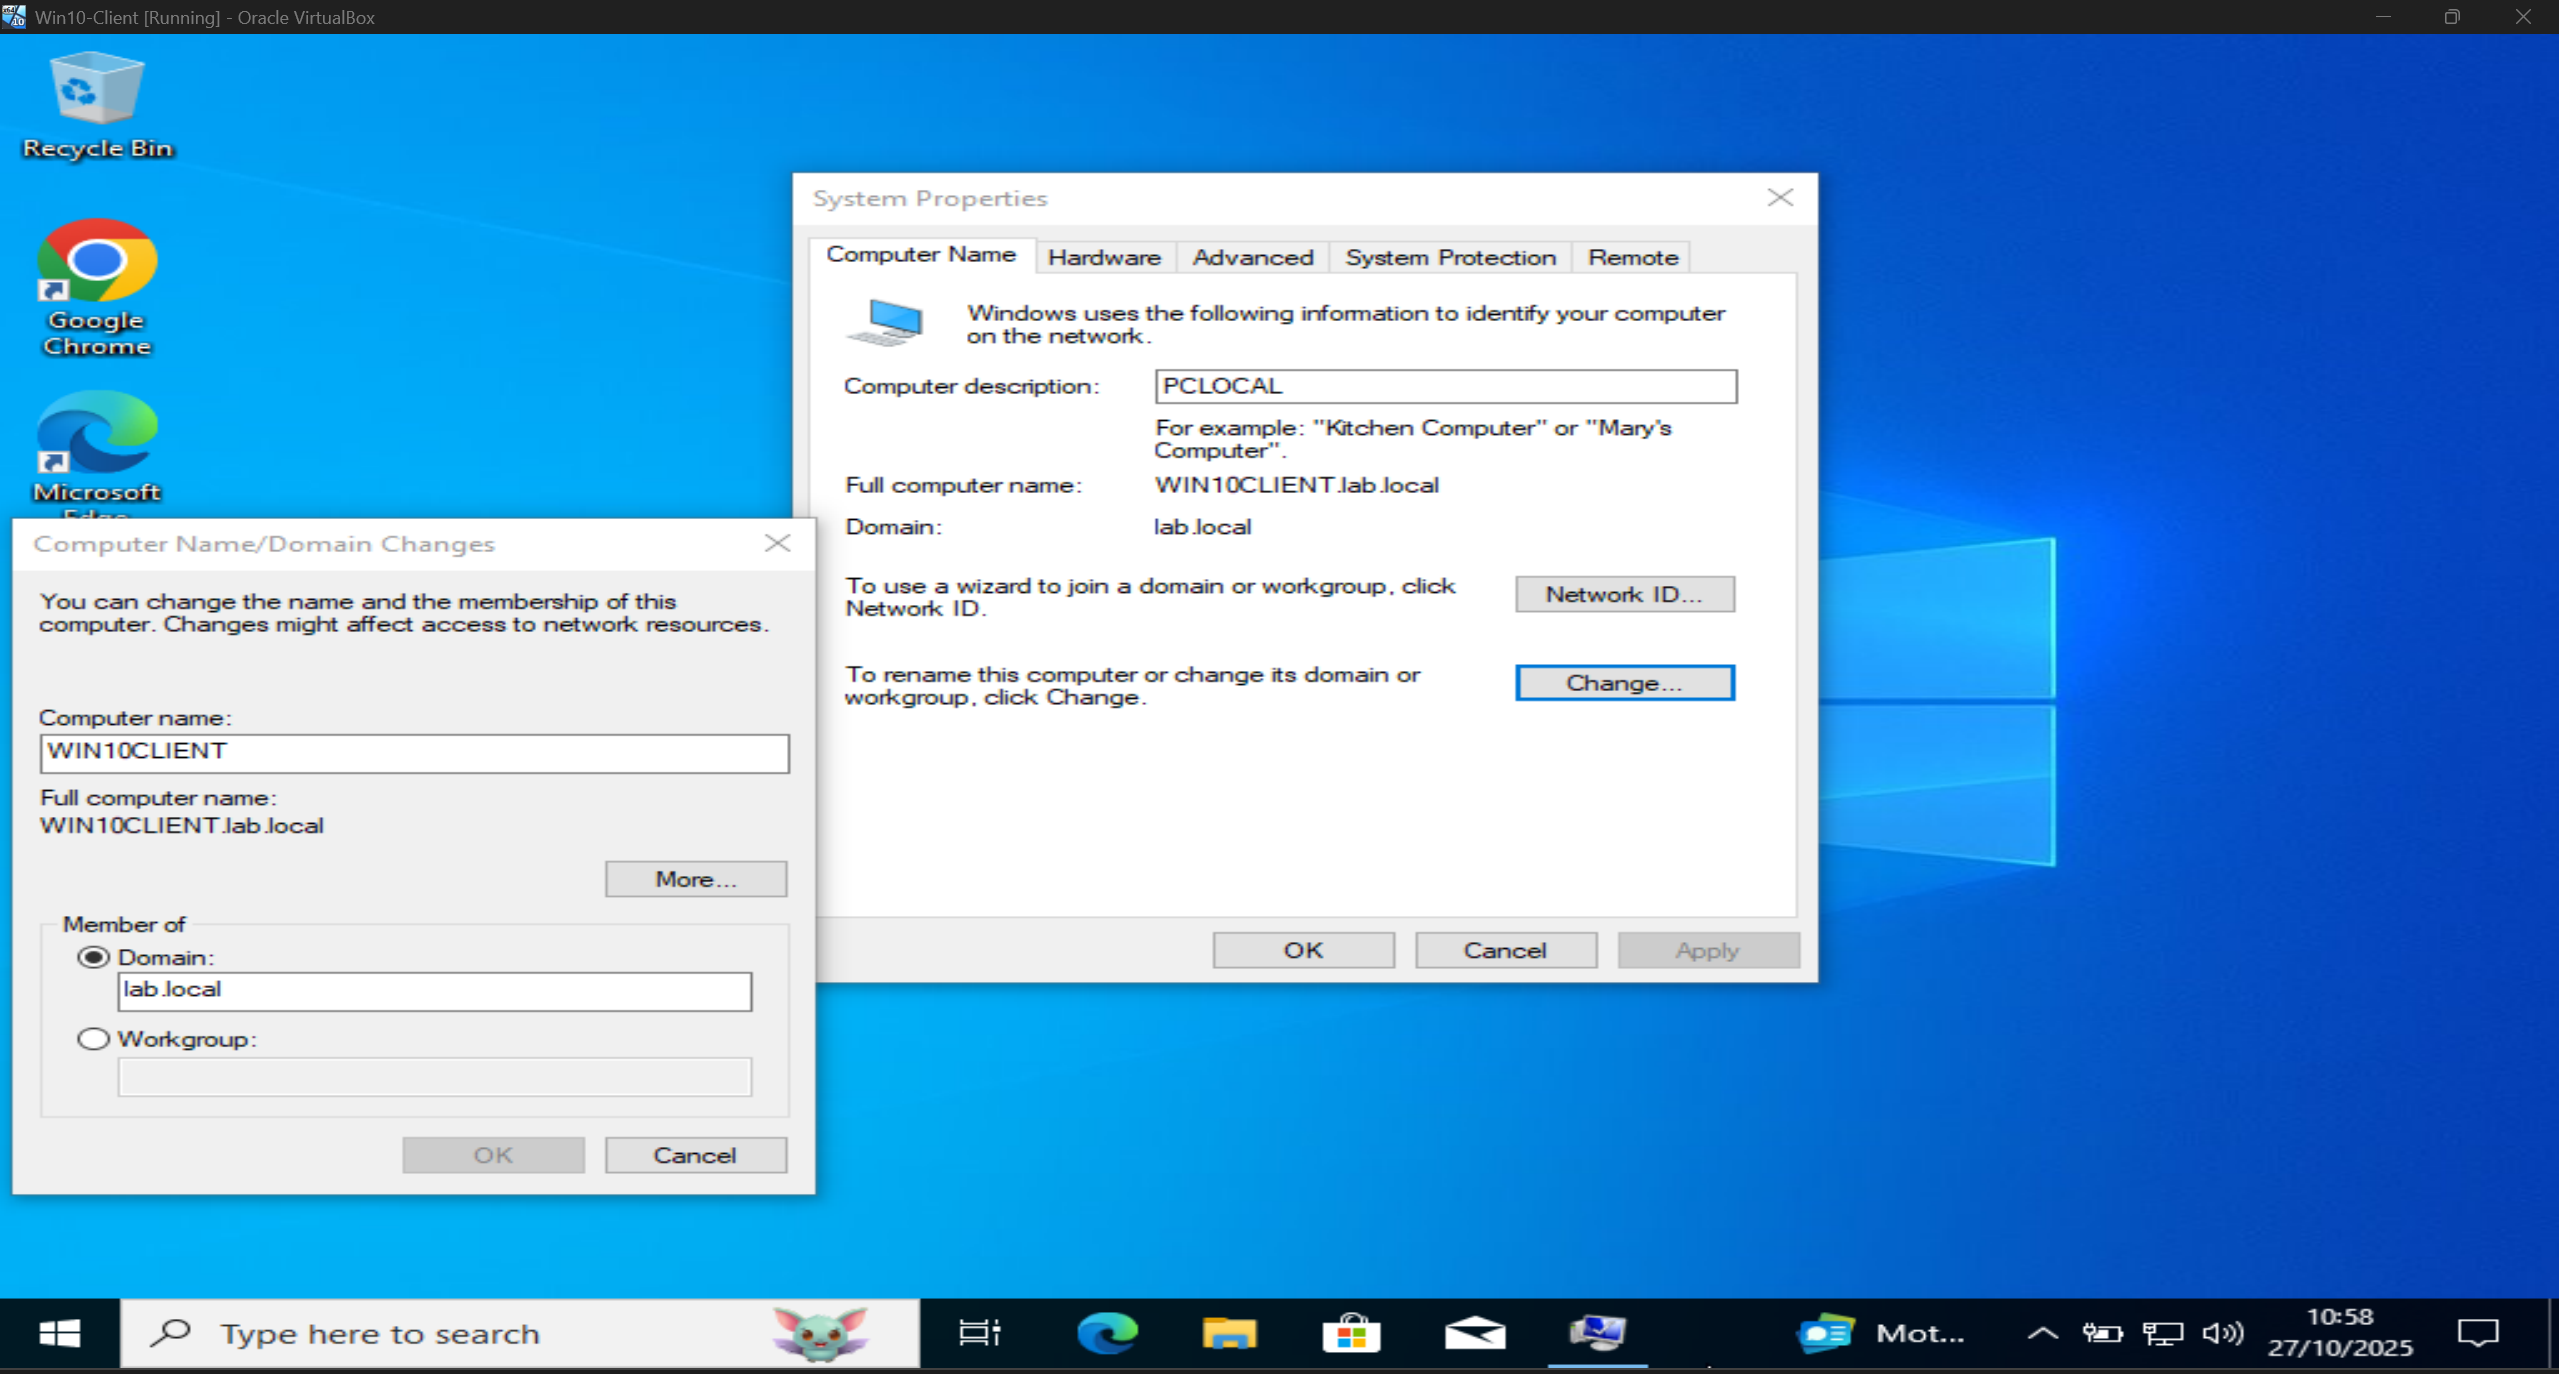 Win10-Client [Running] - Oracle VirtualBox
Recycle Bin
Google
Chrome
Microsoft
Edge
System Properties
Computer Name
Hardware
Advanced
System Protection
Remote
Windows uses the following information to identify your computer
on the network.
Computer description:
PCLOCAL
For example: "Kitchen Computer" or "Mary's
Computer".
Full computer name:
WIN10CLIENT.lab.local
Domain:
lab.local
To use a wizard to join a domain or workgroup, click
Network ID.
Network ID...
To rename this computer or change its domain or
workgroup, click Change.
Change...
OK
Cancel
Apply
Computer Name/Domain Changes
You can change the name and the membership of this
computer. Changes might affect access to network resources.
Computer name:
WIN10CLIENT
Full computer name:
WIN10CLIENT.lab.local
More...
Member of
Domain:
lab.local
Workgroup:
OK
Cancel
Type here to search
Mot...
10:58
27/10/2025